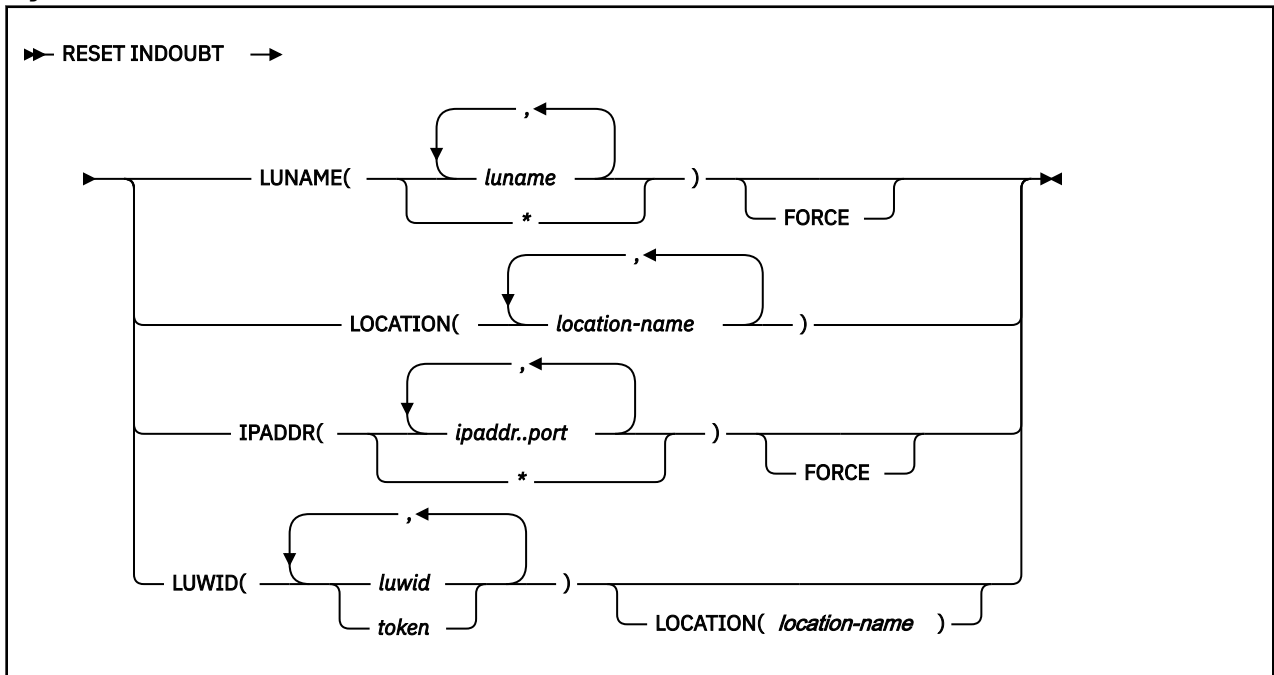 RESET INDOUBT
,
LUNAME( luname )
* FORCE
,
LOCATION( location-name )
,
IPADDR( ipaddr..port )
* FORCE
,
LUWID( luwid )
token LOCATION( location-name )